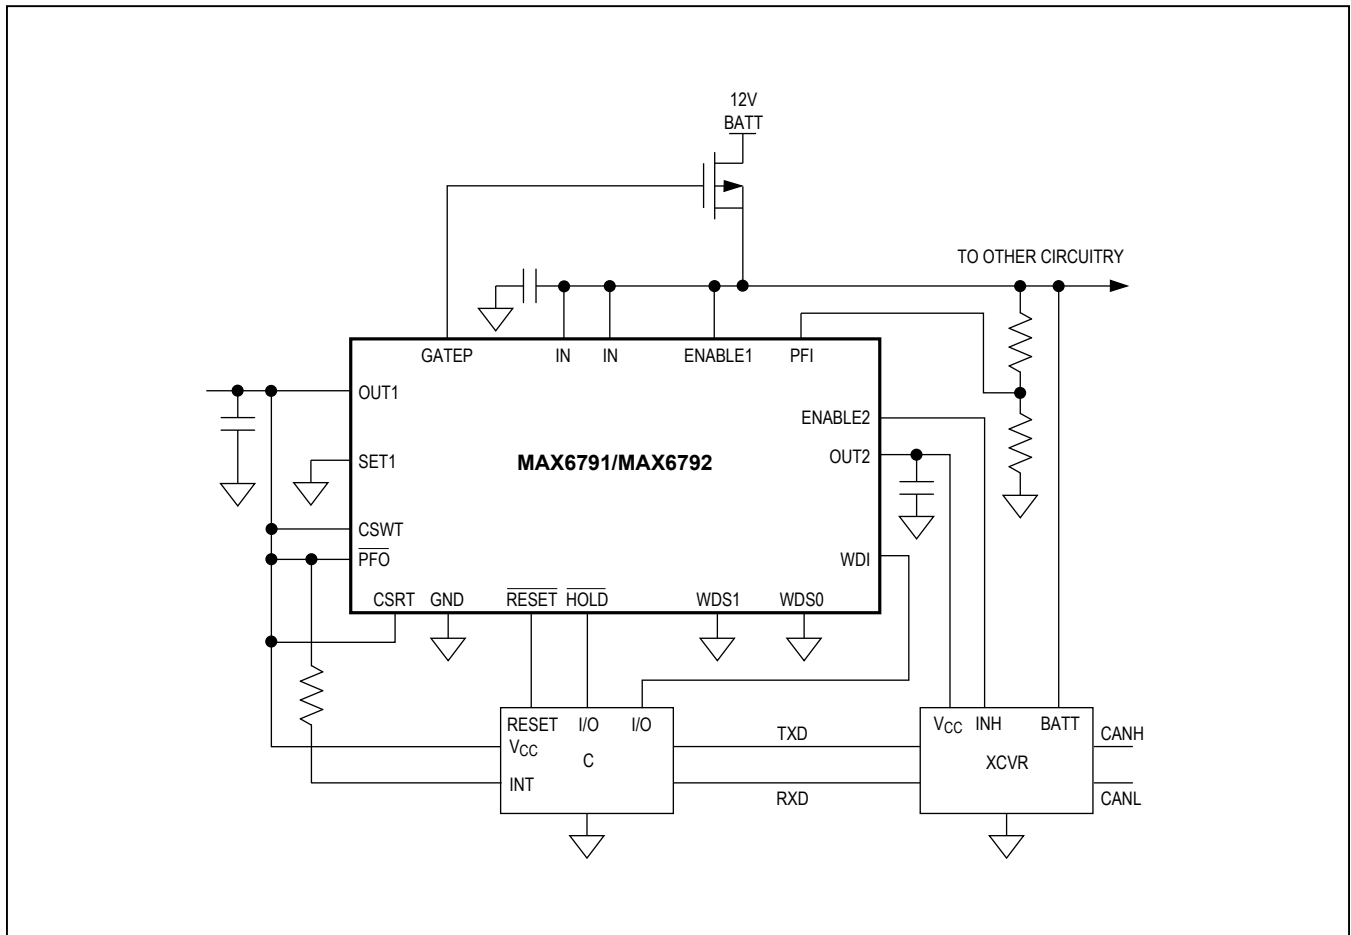 12V
BATT
TO OTHER CIRCUITRY
GATEP
IN
IN
ENABLE1
PFI
OUT1
ENABLE2
OUT2
SET1
MAX6791/MAX6792
CSWT
PFO
WDI
CSRT
GND
RESET
HOLD
WDS1
WDS0
RESET
I/O
I/O
VCC
C
INT
TXD
RXD
VCC
INH
BATT
XCVR
CANH
CANL